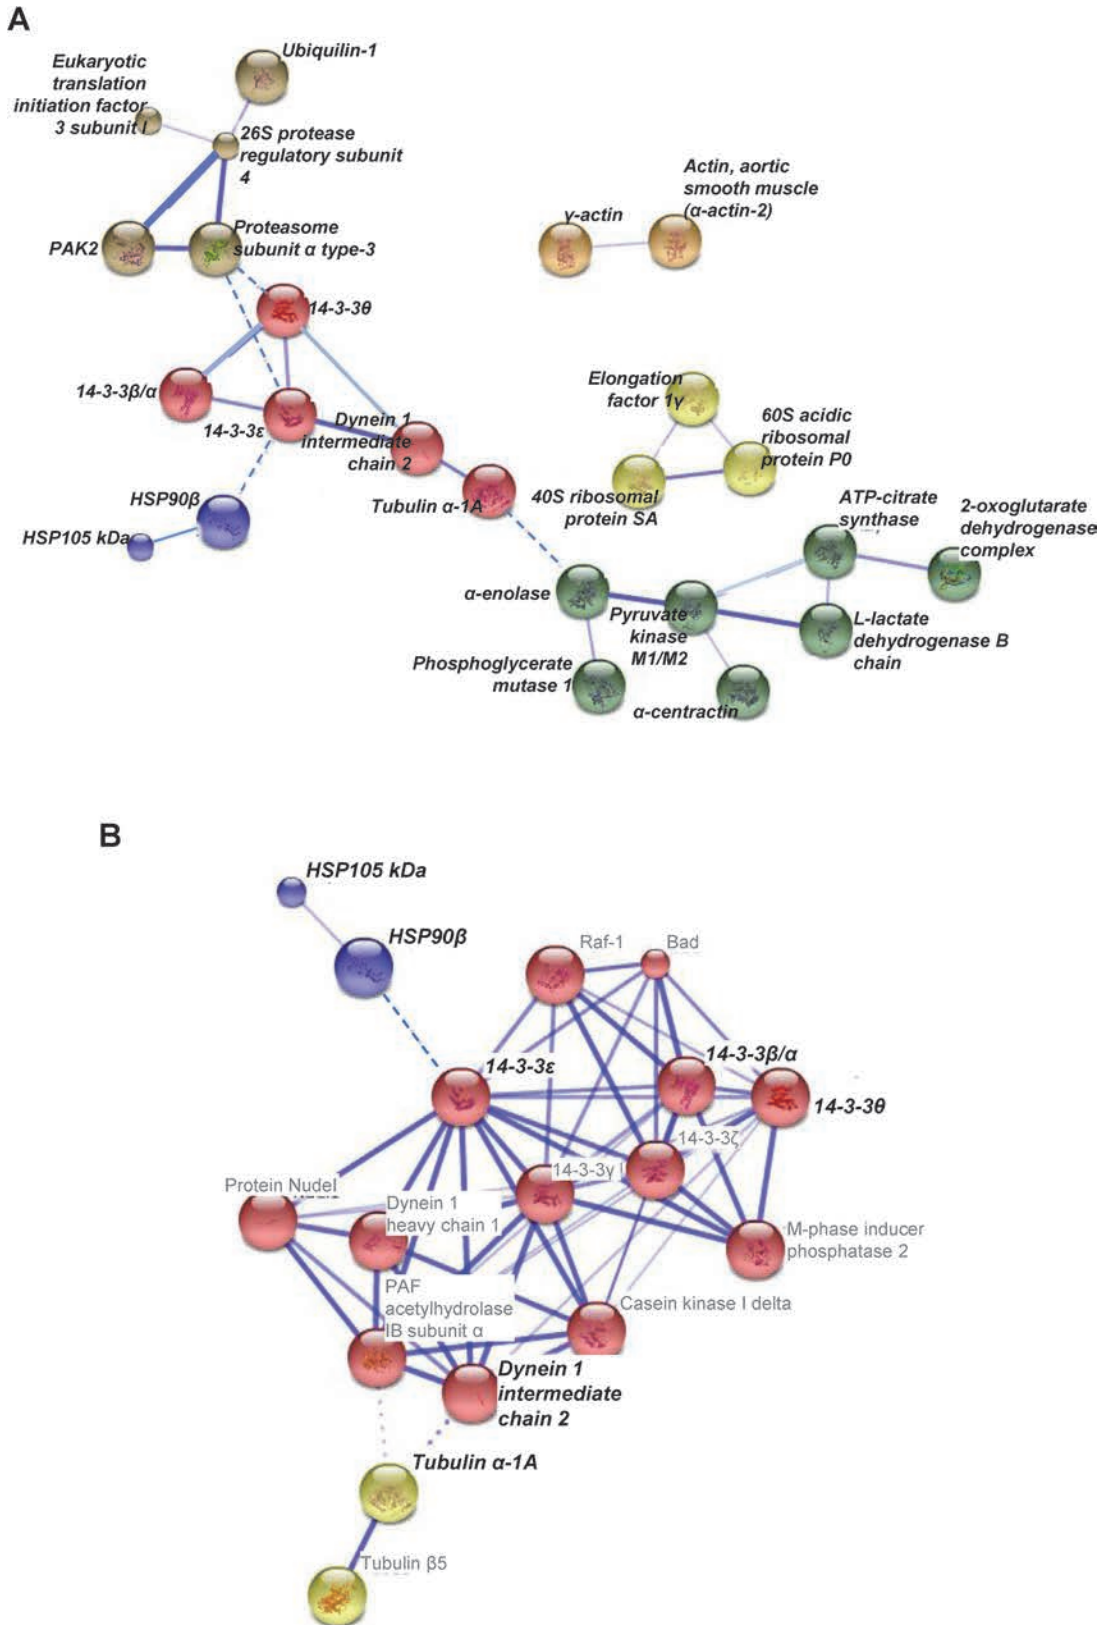 A
Ubiquilin-1
Eukaryotic
translation
initiation factor
3 subunit I
26S protease
regulatory subunit
4
PAK2
Proteasome
subunit α type-3
Actin, aortic
smooth muscle
(α-actin-2)
γ-actin
14-3-3θ
14-3-3β/α
14-3-3ε
Dynein 1
intermediate
chain 2
Tubulin α-1A
HSP90β
HSP105 kDa
Elongation
factor 1γ
60S acidic
ribosomal
protein P0
40S ribosomal
protein SA
ATP-citrate
synthase
2-oxoglutarate
dehydrogenase
complex
α-enolase
Pyruvate
kinase
M1/M2
L-lactate
dehydrogenase B
chain
Phosphoglycerate
mutase 1
α-centractin
B
HSP105 kDa
HSP90β
Raf-1
Bad
14-3-3ε
14-3-3β/α
14-3-3θ
14-3-3ζ
14-3-3γ
Protein Nudel
Dynein 1
heavy chain 1
M-phase inducer
phosphatase 2
PAF
acetylhydrolase
IB subunit α
Casein kinase I delta
Dynein 1
intermediate
chain 2
Tubulin α-1A
Tubulin β5